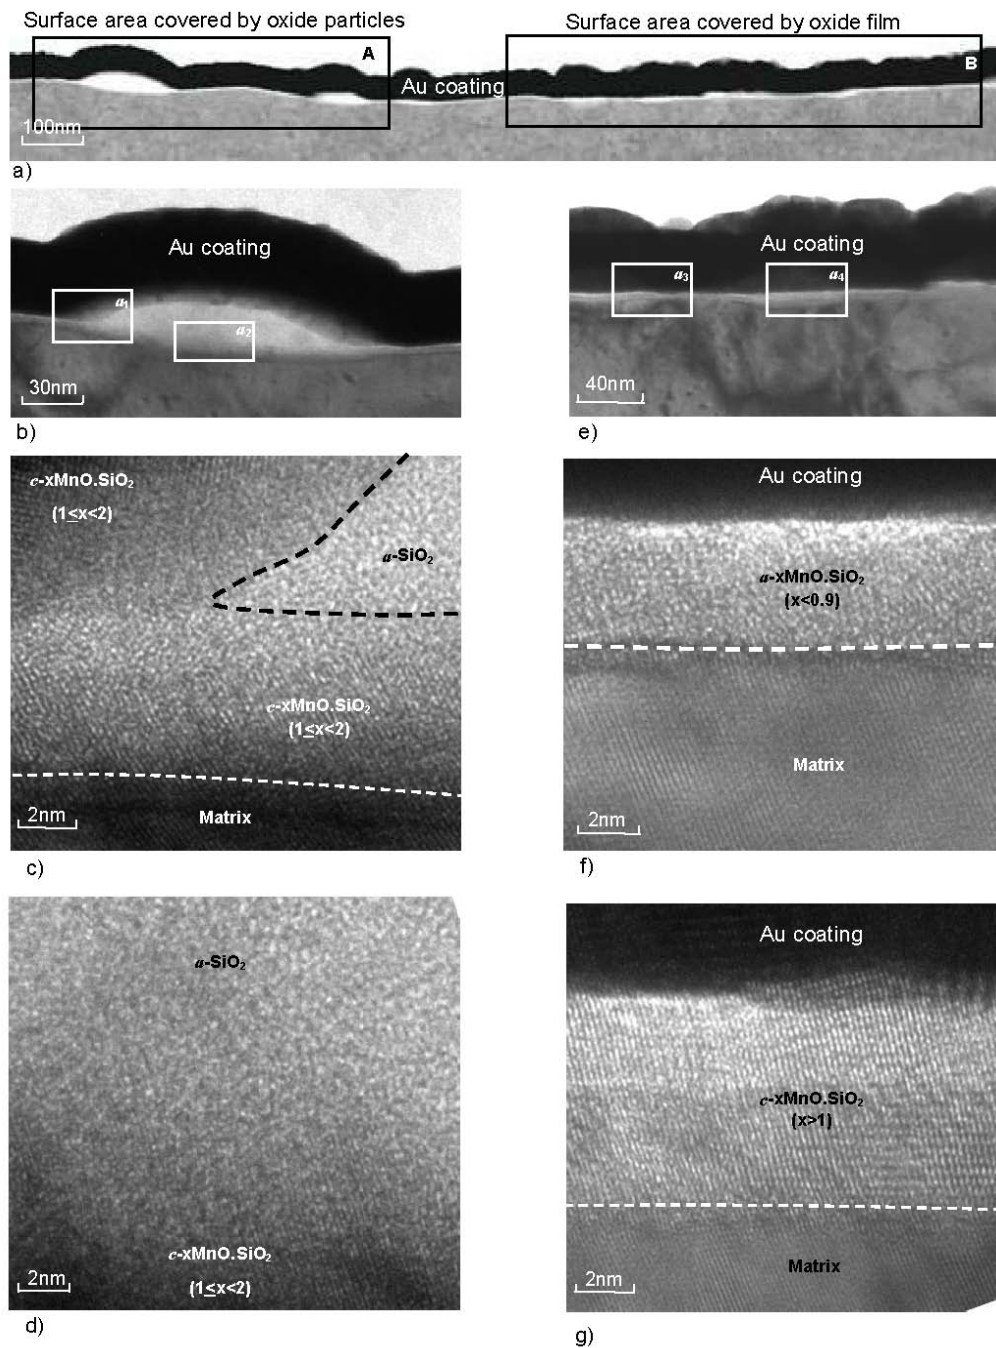 Surface area covered by oxide particles
Surface area covered by oxide film
A
B
Au coating
100nm
a)
Au coating
a₁
a₂
30nm
b)
Au coating
a₃
a₄
40nm
e)
c-xMnO.SiO₂
(1≤x<2)
a-SiO₂
c-xMnO.SiO₂
(1≤x<2)
Matrix
2nm
c)
Au coating
a-xMnO.SiO₂
(x<0.9)
Matrix
2nm
f)
a-SiO₂
c-xMnO.SiO₂
(1≤x<2)
2nm
d)
Au coating
c-xMnO.SiO₂
(x>1)
Matrix
2nm
g)